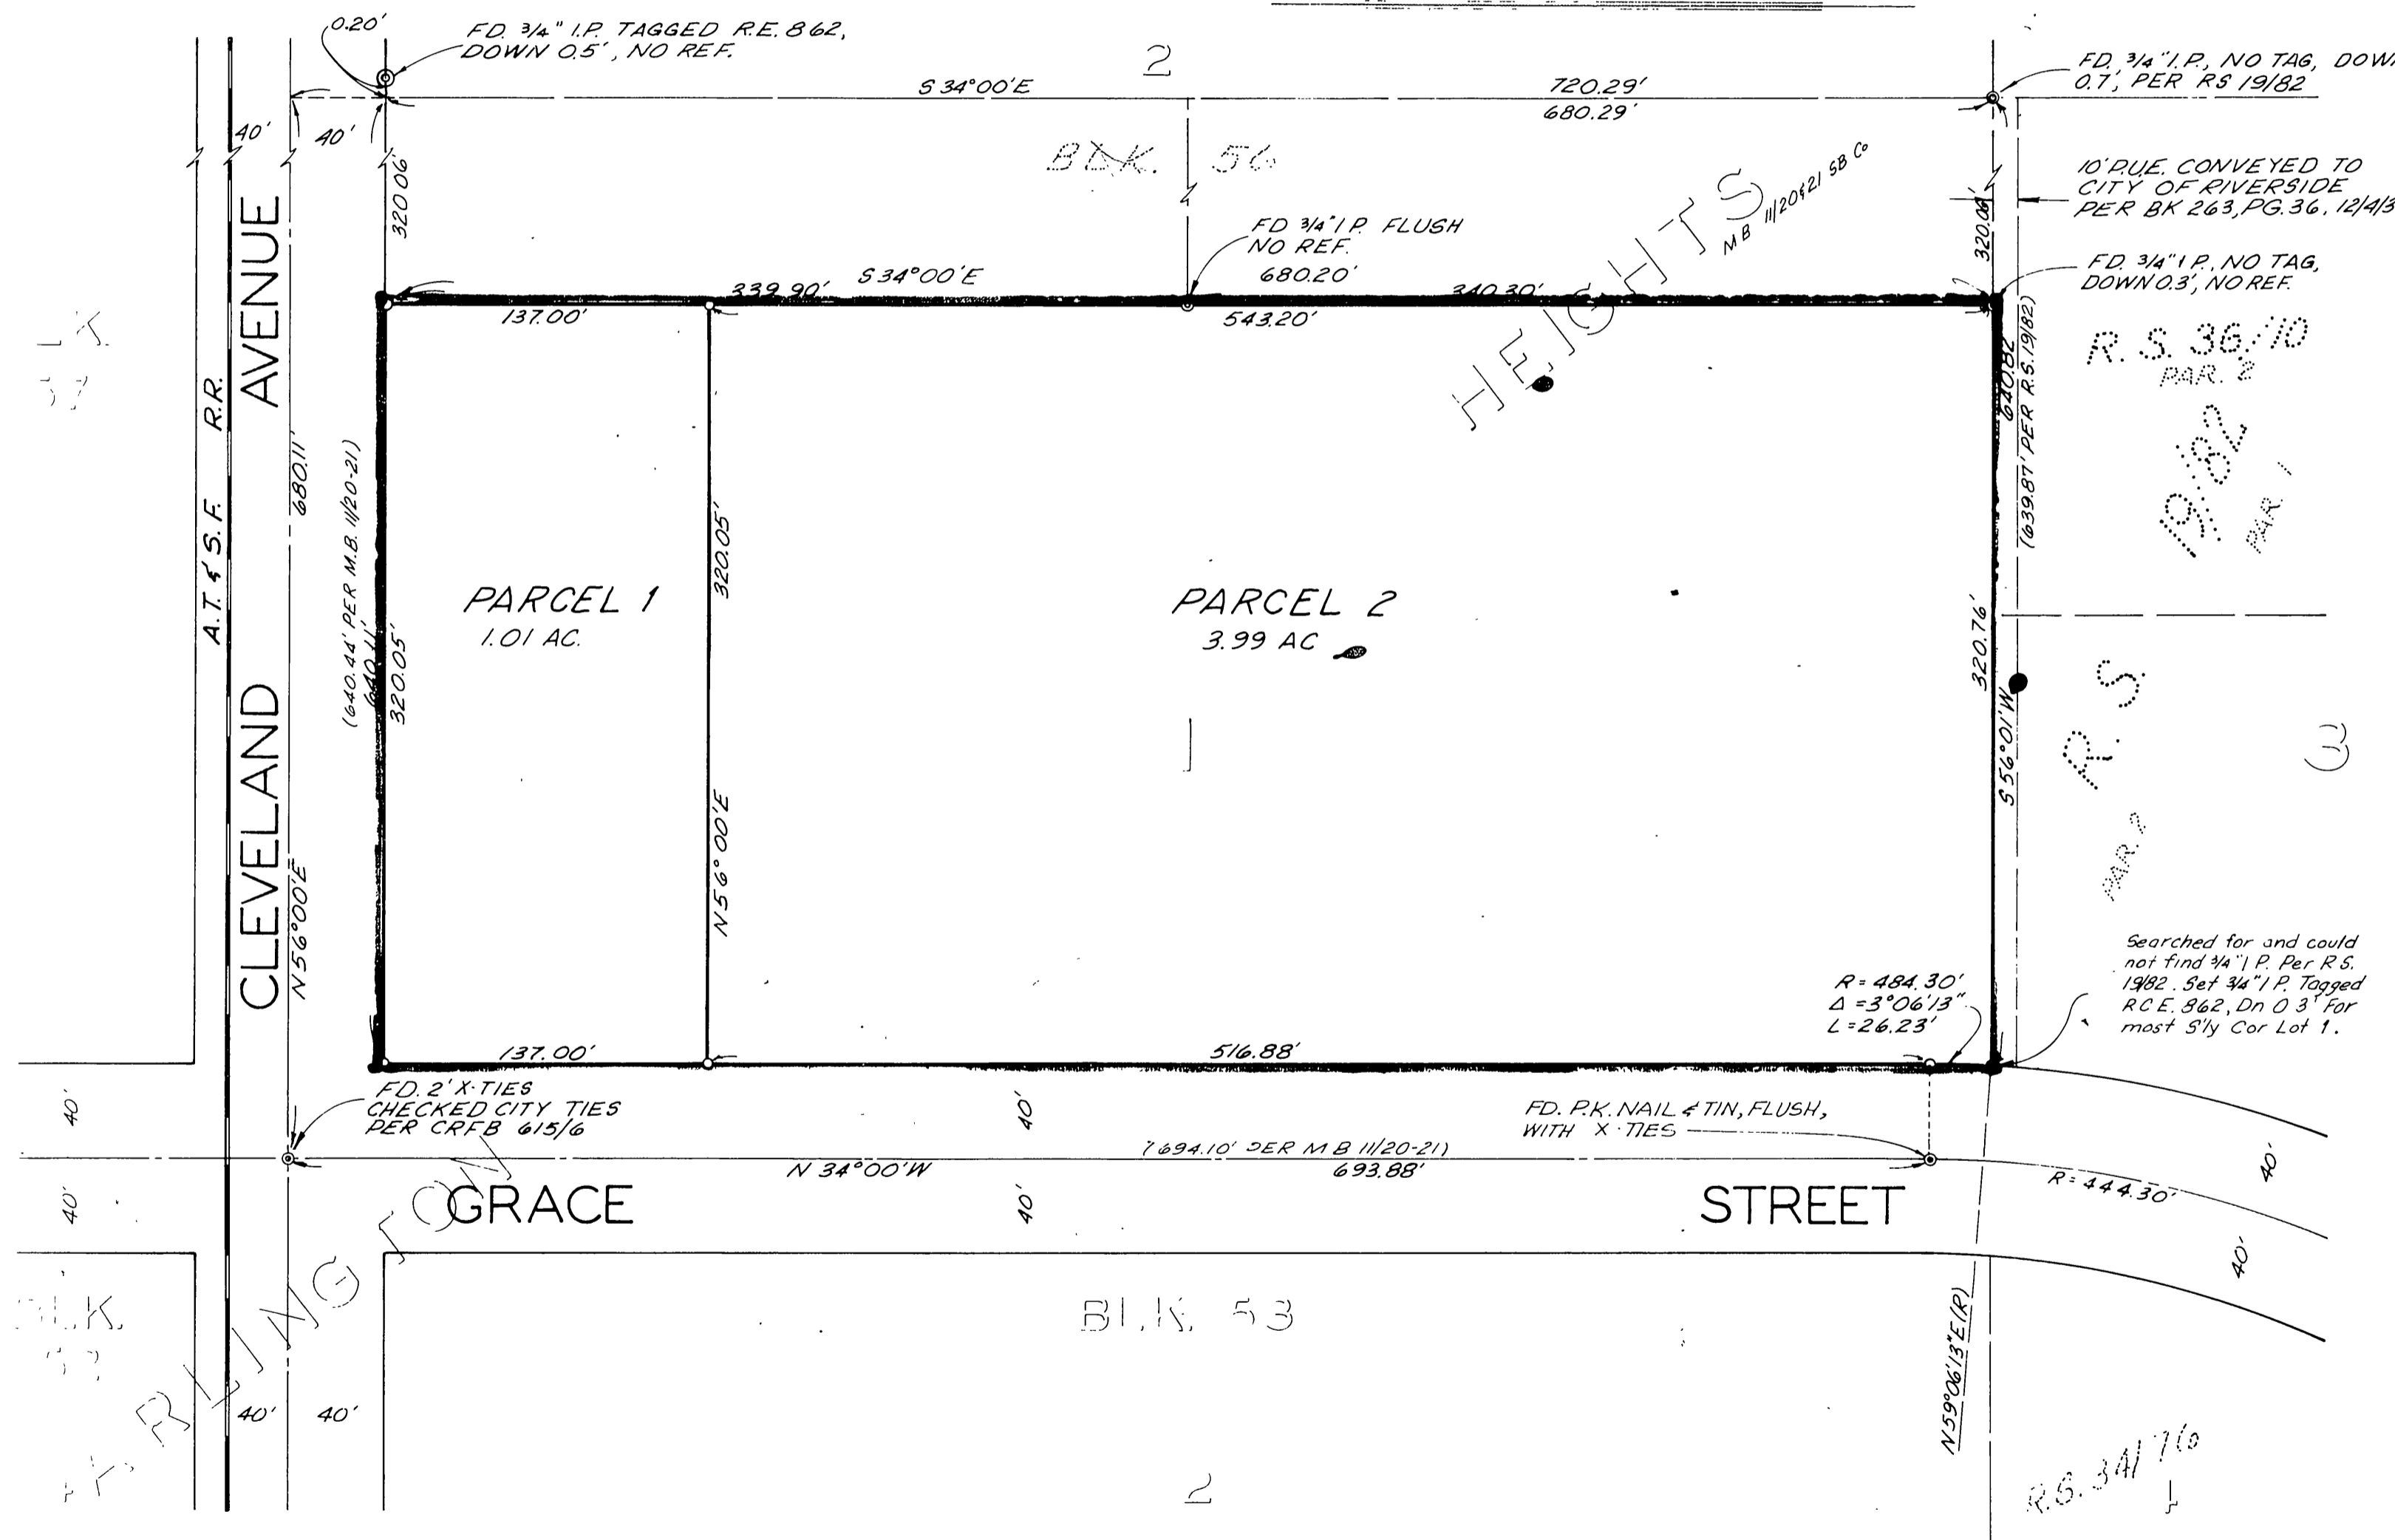 0.20'
FD. 3/4" I.P. TAGGED R.E. 862,
DOWN 0.5', NO REF.
2
S 34°00'E
720.29'
680.29'
FD. 3/4" I.P., NO TAG,
0.7', PER RS 19/82
40'
40'
320.06'
BLK. 56
HEIGHTS
MB 11/20&21 SB Co
10' P.U.E. CONVEYED TO
CITY OF RIVERSIDE
PER BK 263, PG. 36.
FD 3/4" I.P. FLUSH
NO REF.
320.06'
FD. 3/4" I.P., NO TAG,
DOWN 0.3', NO REF.
339.90'
S 34°00'E
680.20'
340.30'
137.00'
543.20'
R.S. 36/10
PAR. 2
19/82
PAR. 1
640.82
(639.87' PER R.S. 19/82)
CLEVELAND AVENUE
A.T. & S.F. R.R.
680.11'
N 56°00'E
(640.44' PER M.B. 11/20-21)
640.11'
320.05'
PARCEL 1
1.01 AC.
320.05'
N 56°00'E
PARCEL 2
3.99 AC
1
320.76'
S 56°01'W
R. S.
3
PAR. 2
Searched for and could
not find 3/4" I P. Per R S.
19/82. Set 3/4" I P. Tagged
R C E. 862, Dn 0 3' For
most S'ly Cor Lot 1.
R = 484.30'
Δ = 3°06'13"
L = 26.23'
137.00'
516.88'
40'
FD. 2' X-TIES
CHECKED CITY TIES
PER CRFB 615/6
40'
FD. P.K. NAIL & TIN, FLUSH,
WITH X-TIES
(694.10' PER M B 11/20-21)
N 34°00'W
693.88'
40'
GRACE STREET
40'
R = 444.30'
40'
40'
ARLINGTON
BLK. 53
BLK.
40'
40'
N 59°06'13"E (R)
2
R.S. 34/76
4